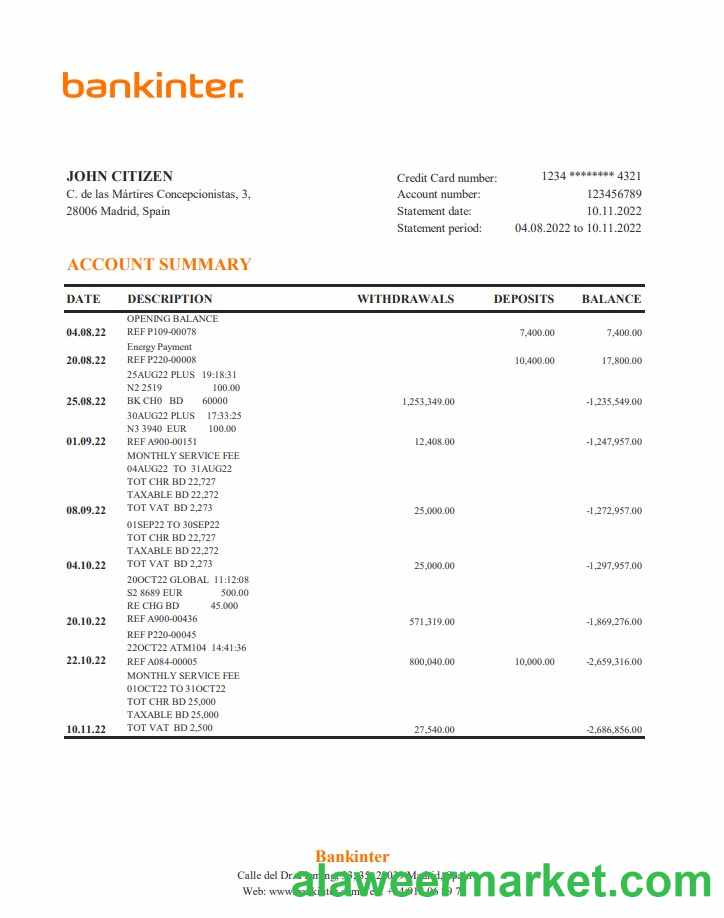 bankinter.
JOHN CITIZEN
C. de las Mártires Concepcionistas, 3,
28006 Madrid, Spain
Credit Card number: 1234 ******** 4321
Account number: 123456789
Statement date: 10.11.2022
Statement period: 04.08.2022 to 10.11.2022
ACCOUNT SUMMARY
DATE DESCRIPTION WITHDRAWALS DEPOSITS BALANCE
OPENING BALANCE
04.08.22 REF P109-00078 7,400.00 7,400.00
Energy Payment
20.08.22 REF P220-00008 10,400.00 17,800.00
25AUG22 PLUS 19:18:31
N2 2519 100.00
25.08.22 BK CH0 BD 60000 1,253,349.00 -1,235,549.00
30AUG22 PLUS 17:33:25
N3 3940 EUR 100.00
01.09.22 REF A900-00151 12,408.00 -1,247,957.00
MONTHLY SERVICE FEE
04AUG22 TO 31AUG22
TOT CHR BD 22,727
TAXABLE BD 22,272
08.09.22 TOT VAT BD 2,273 25,000.00 -1,272,957.00
01SEP22 TO 30SEP22
TOT CHR BD 22,727
TAXABLE BD 22,272
04.10.22 TOT VAT BD 2,273 25,000.00 -1,297,957.00
20OCT22 GLOBAL 11:12:08
S2 8689 EUR 500.00
RE CHG BD 45.000
20.10.22 REF A900-00436 571,319.00 -1,869,276.00
REF P220-00045
22OCT22 ATM104 14:41:36
22.10.22 REF A084-00005 800,040.00 10,000.00 -2,659,316.00
MONTHLY SERVICE FEE
01OCT22 TO 31OCT22
TOT CHR BD 25,000
TAXABLE BD 25,000
10.11.22 TOT VAT BD 2,500 27,540.00 -2,686,856.00
Bankinter
Calle del Dr.
Web:
alaweermarket.com